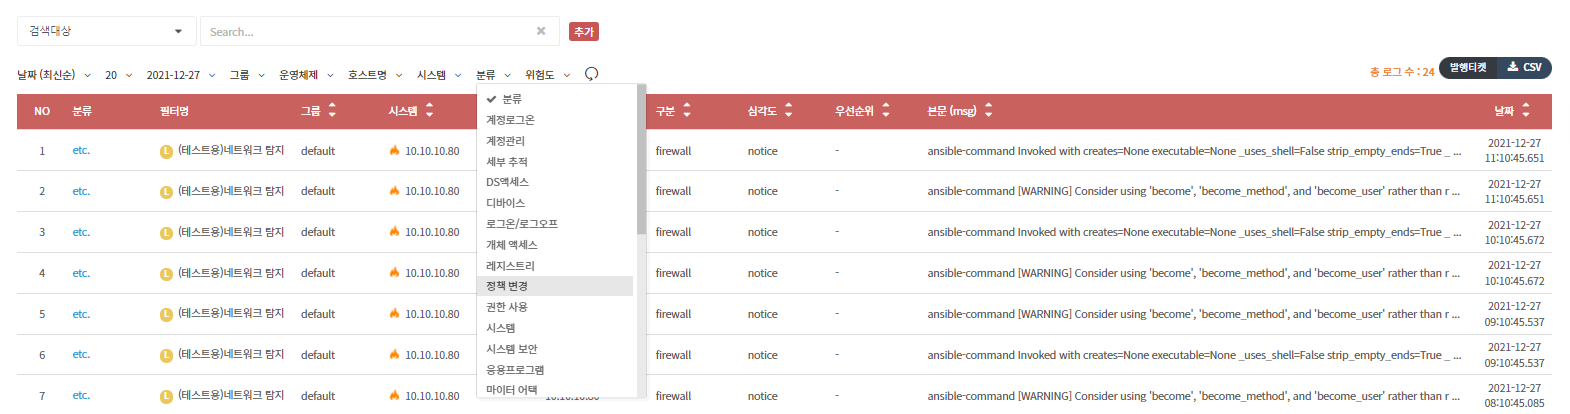 검색대상 Search... 추가
날짜 (최신순) 20 2021-12-27 그룹 운영체제 호스트명 시스템 분류 위험도 총 로그 수 : 24 발행티켓 CSV
NO 분류 필터명 그룹 시스템 구분 심각도 우선순위 본문 (msg) 날짜
분류
계정로그온
계정관리
세부 추적
DS액세스
디바이스
로그온/로그오프
개체 액세스
레지스트리
정책 변경
권한 사용
시스템
시스템 보안
응용프로그램
마이터 어택
1 etc. L (테스트용)네트워크 탐지 default 10.10.10.80 firewall notice - ansible-command Invoked with creates=None executable=None _uses_shell=False strip_empty_ends=True _ ... 2021-12-27
11:10:45.651
2 etc. L (테스트용)네트워크 탐지 default 10.10.10.80 firewall notice - ansible-command [WARNING] Consider using 'become', 'become_method', and 'become_user' rather than r ... 2021-12-27
11:10:45.651
3 etc. L (테스트용)네트워크 탐지 default 10.10.10.80 firewall notice - ansible-command Invoked with creates=None executable=None _uses_shell=False strip_empty_ends=True _ ... 2021-12-27
10:10:45.672
4 etc. L (테스트용)네트워크 탐지 default 10.10.10.80 firewall notice - ansible-command [WARNING] Consider using 'become', 'become_method', and 'become_user' rather than r ... 2021-12-27
10:10:45.672
5 etc. L (테스트용)네트워크 탐지 default 10.10.10.80 firewall notice - ansible-command [WARNING] Consider using 'become', 'become_method', and 'become_user' rather than r ... 2021-12-27
09:10:45.537
6 etc. L (테스트용)네트워크 탐지 default 10.10.10.80 firewall notice - ansible-command Invoked with creates=None executable=None _uses_shell=False strip_empty_ends=True _ ... 2021-12-27
09:10:45.537
7 etc. L (테스트용)네트워크 탐지 default 10.10.10.80 firewall notice - ansible-command [WARNING] Consider using 'become', 'become_method', and 'become_user' rather than r ... 2021-12-27
08:10:45.085